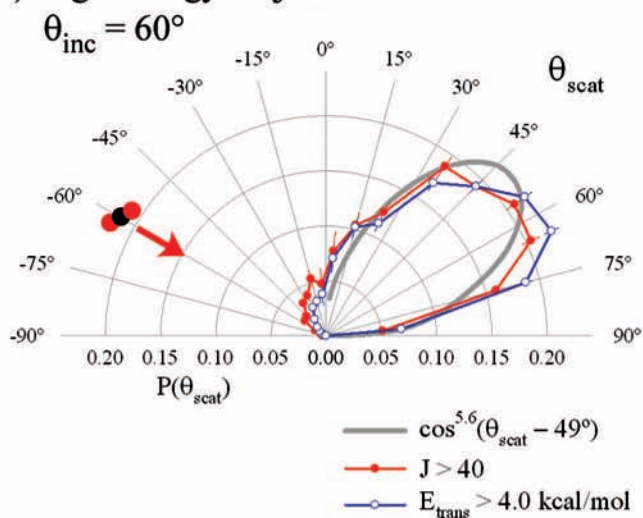 θinc = 60°
0°
-15°
15°
θscat
-30°
30°
-45°
45°
-60°
60°
-75°
75°
-90°
90°
0.20 0.15 0.10 0.05 0.00 0.05 0.10 0.15 0.20
P(θscat)
cos5.6(θscat – 49°)
J > 40
Etrans > 4.0 kcal/mol